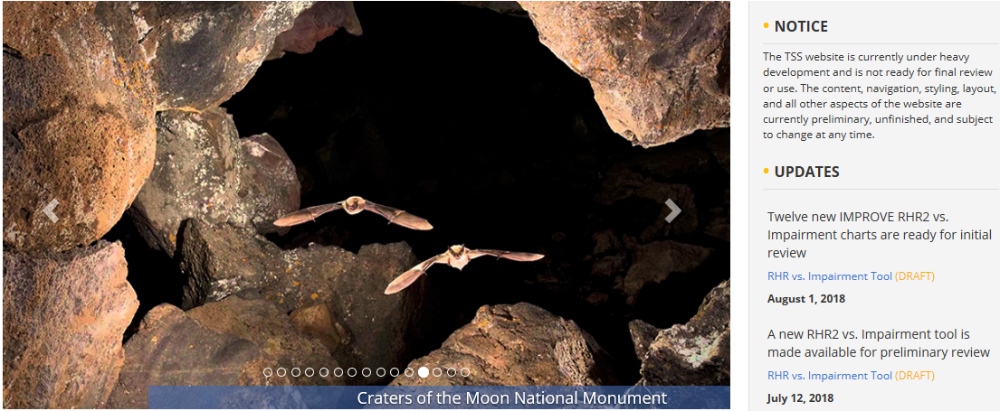 Craters of the Moon National Monument
NOTICE
The TSS website is currently under heavy
development and is not ready for final review
or use. The content, navigation, styling, layout,
and all other aspects of the website are
currently preliminary, unfinished, and subject
to change at any time.
UPDATES
Twelve new IMPROVE RHR2 vs.
Impairment charts are ready for initial
review
RHR vs. Impairment Tool (DRAFT)
August 1, 2018
A new RHR2 vs. Impairment tool is
made available for preliminary review
RHR vs. Impairment Tool (DRAFT)
July 12, 2018